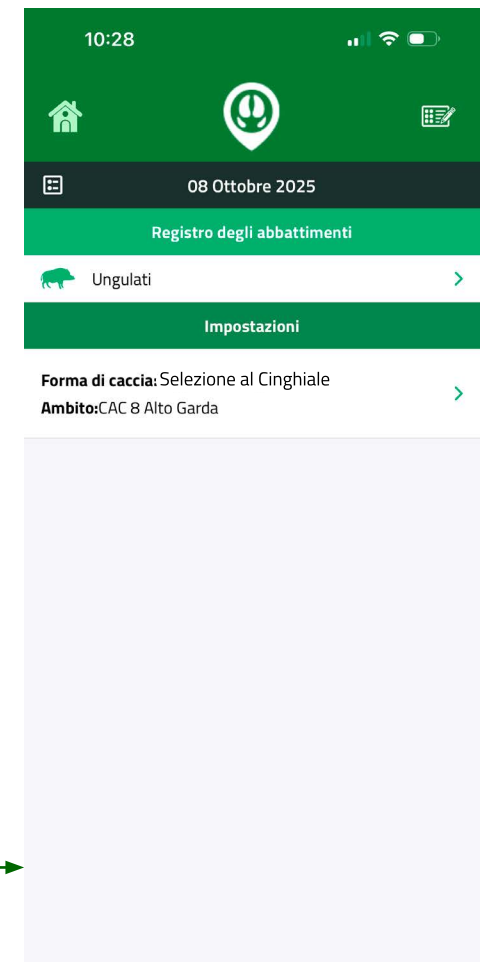 10:28
08 Ottobre 2025
Registro degli abbattimenti
Ungulati
Impostazioni
Forma di caccia: Selezione al Cinghiale
Ambito:CAC 8 Alto Garda